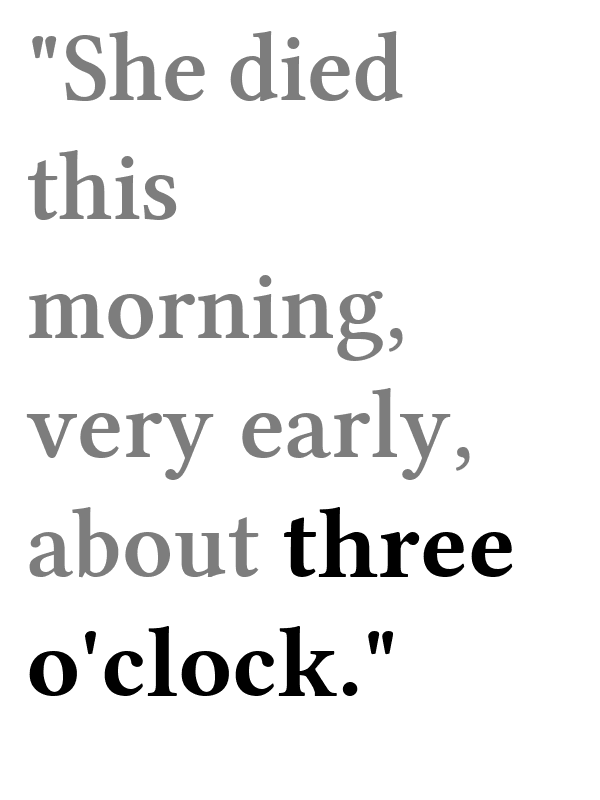 "She died
this
morning,
very early,
about three
o'clock."